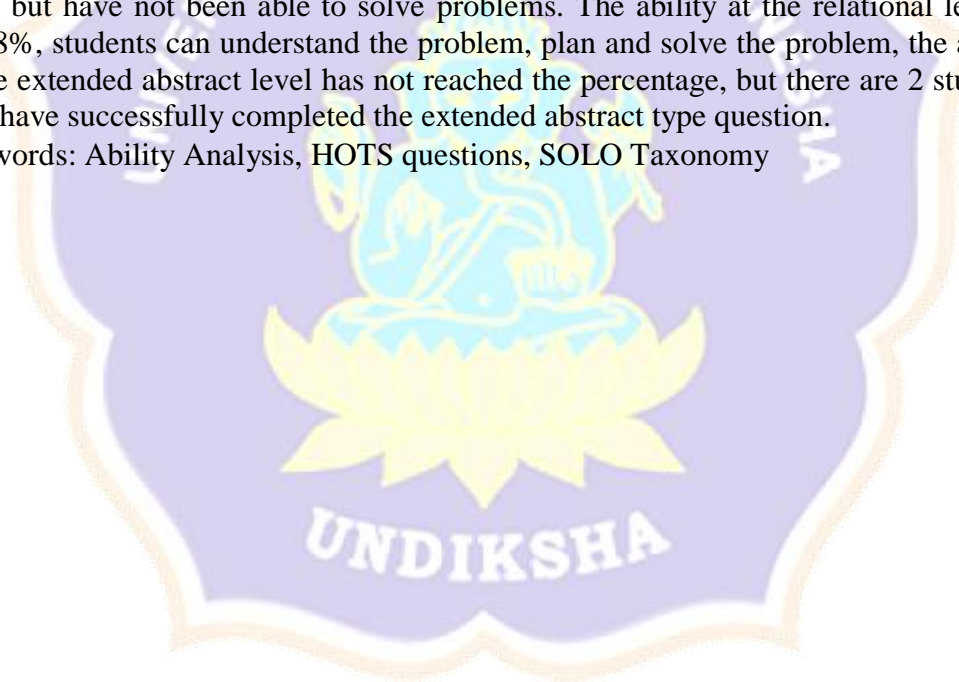 but have not been able to solve problems. The ability at the relational le
8%, students can understand the problem, plan and solve the problem, the a
e extended abstract level has not reached the percentage, but there are 2 stu
have successfully completed the extended abstract type question.
words: Ability Analysis, HOTS questions, SOLO Taxonomy
UNDIKSHA